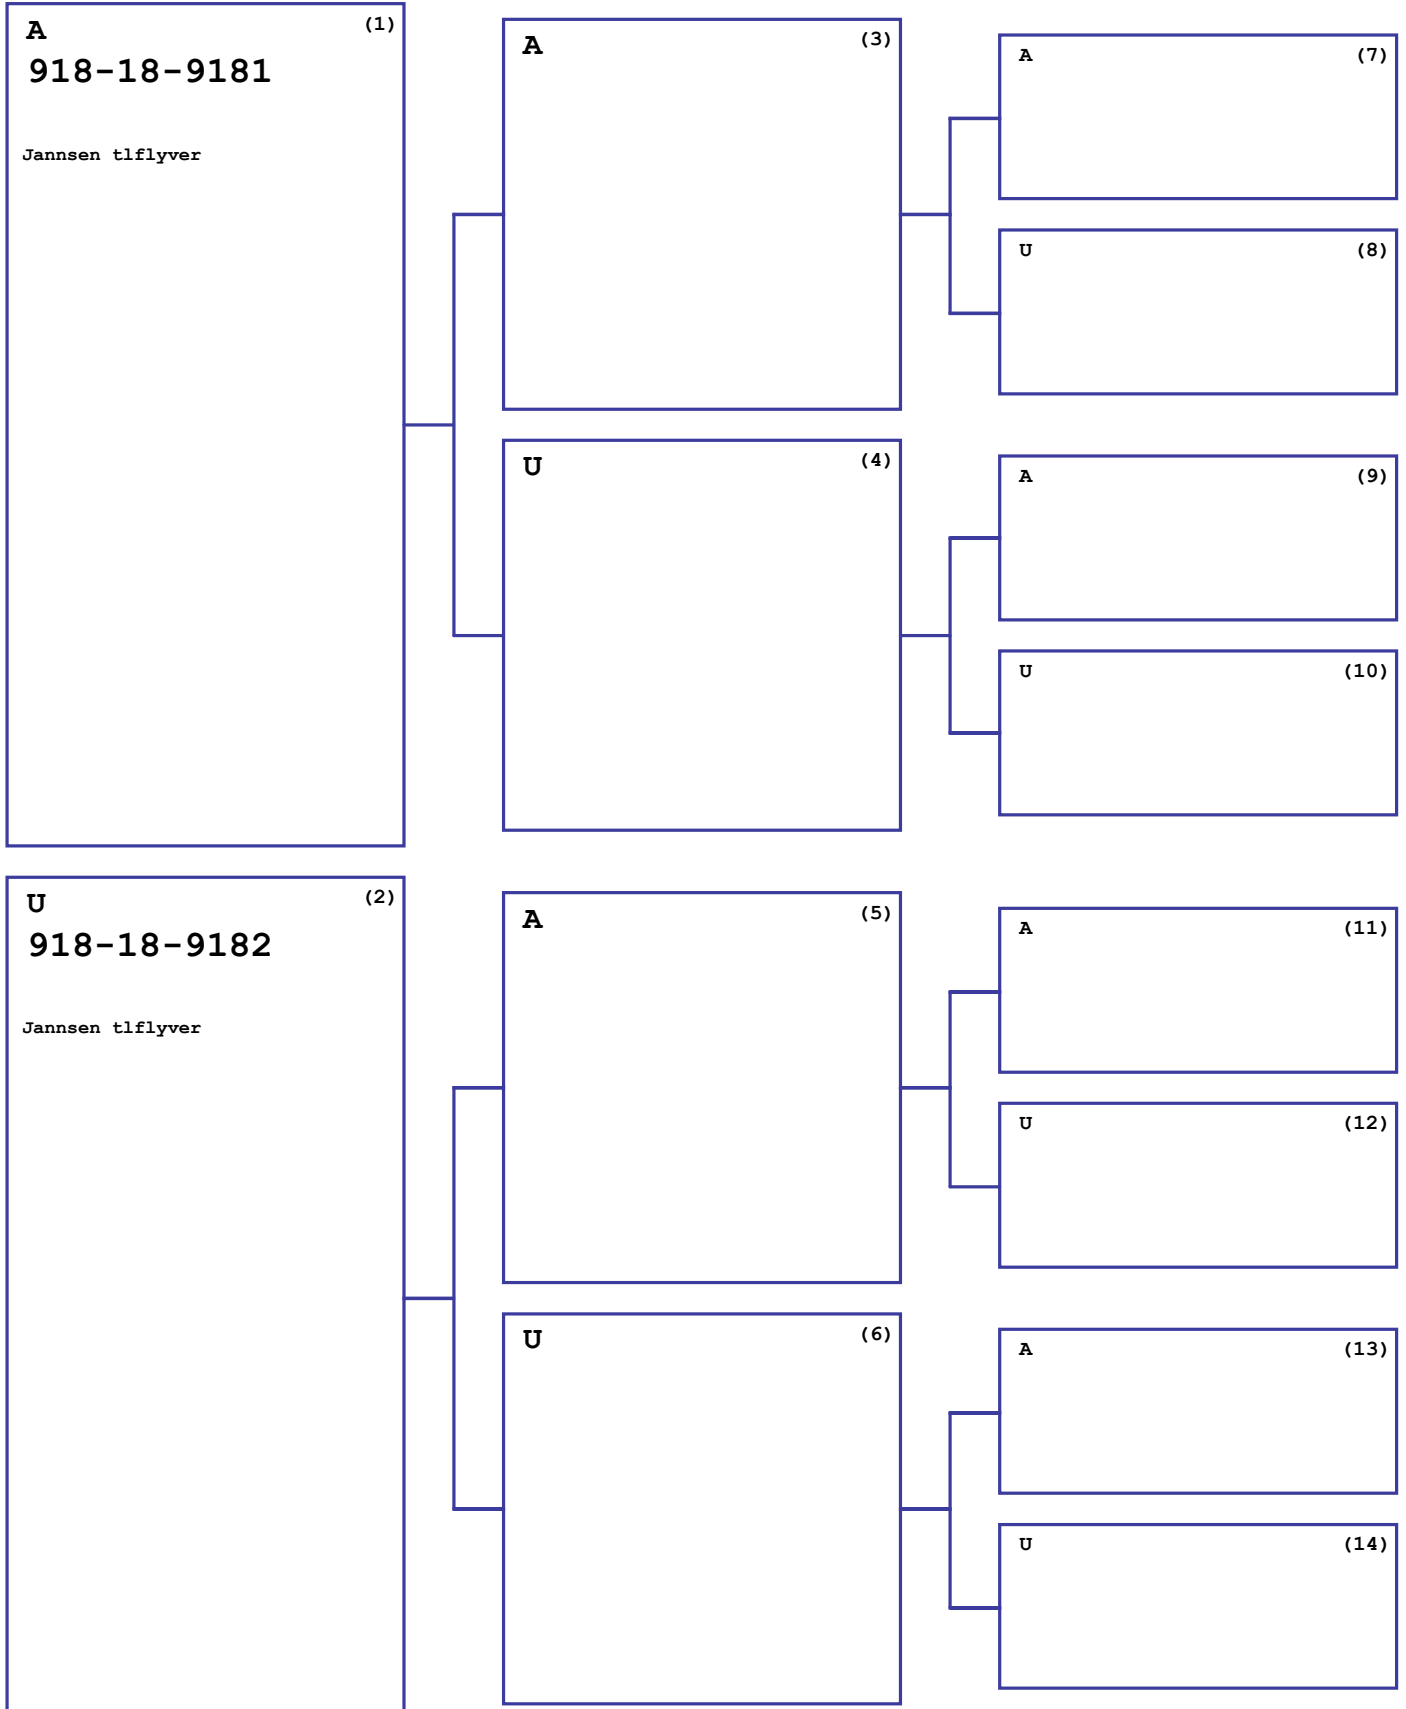 A (1)
918-18-9181
Jannsen tlflyver
A (3)
A (7)
U (8)
U (4)
A (9)
U (10)
U (2)
918-18-9182
Jannsen tlflyver
A (5)
A (11)
U (12)
U (6)
A (13)
U (14)